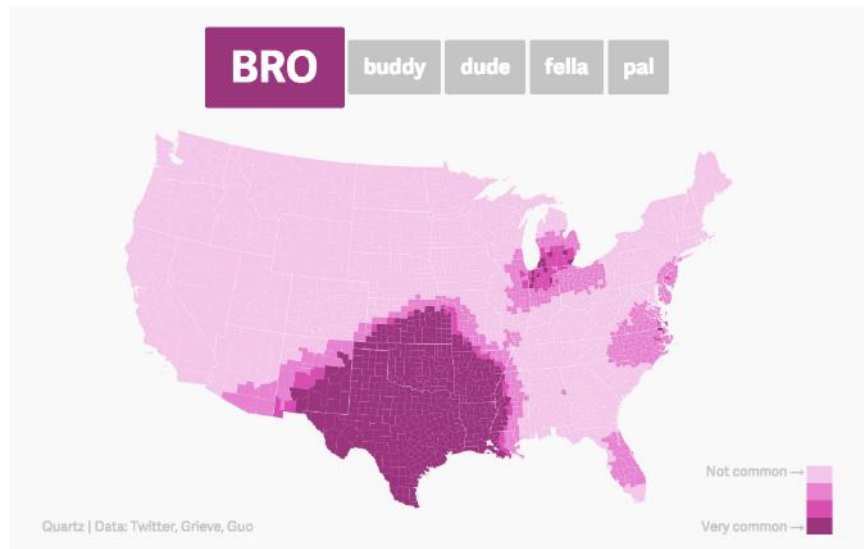 BRO buddy dude fella pal
Not common →
Very common →
Quartz | Data: Twitter, Grieve, Guo